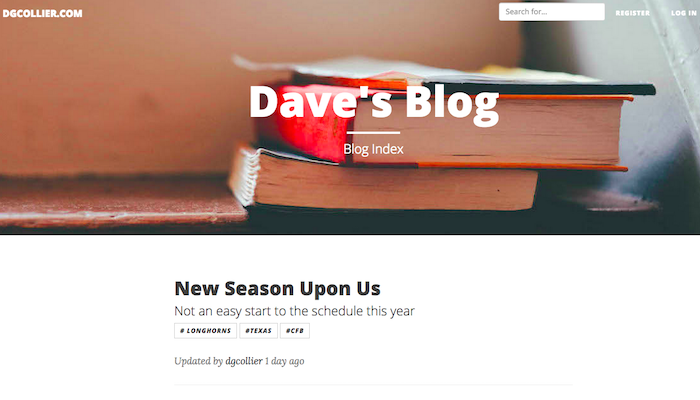 DGCOLLIER.COM
Search for...
REGISTER
LOG IN
Dave's Blog
Blog Index
New Season Upon Us
Not an easy start to the schedule this year
# LONGHORNS #TEXAS #CFB
Updated by dgcollier 1 day ago